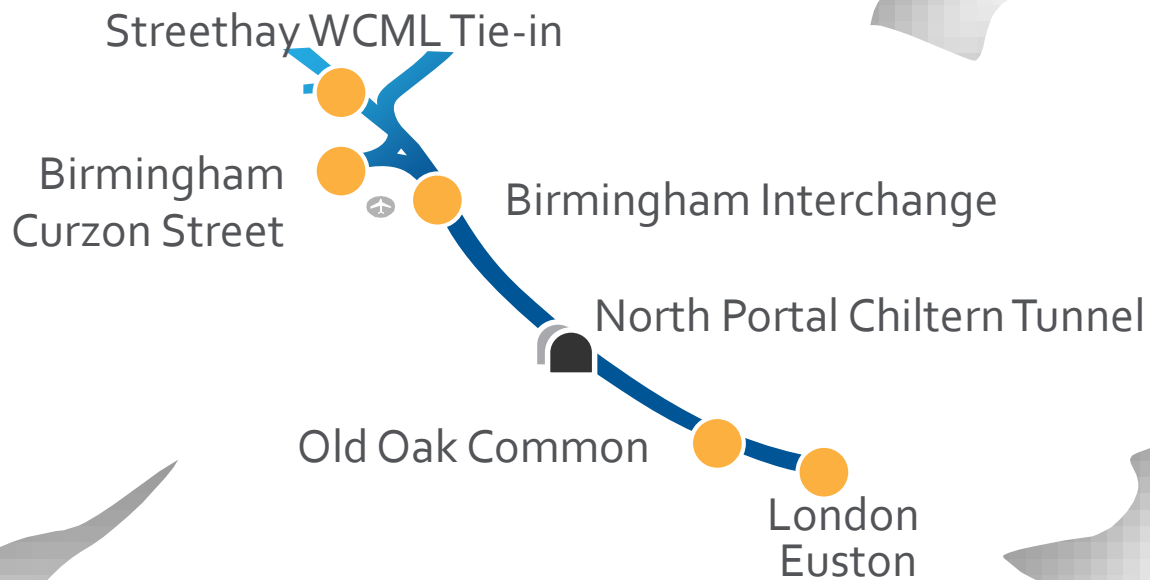 Streethay WCML Tie-in
Birmingham
Curzon Street
Birmingham Interchange
North Portal Chiltern Tunnel
Old Oak Common
London
Euston